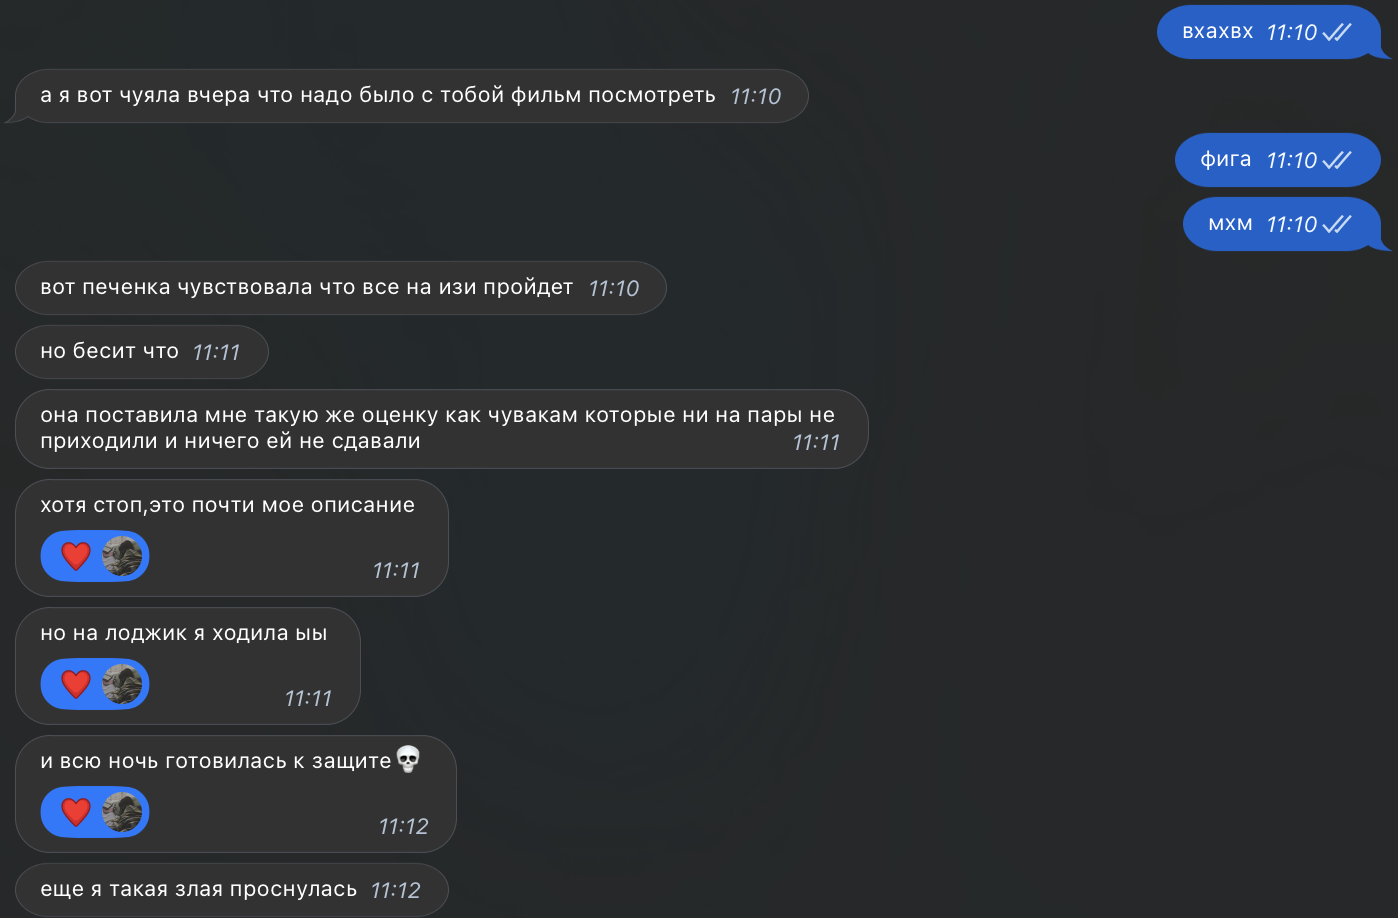 вхахвх 11:10
а я вот чуяла вчера что надо было с тобой фильм посмотреть 11:10
фига 11:10
мхм 11:10
вот печенка чувствовала что все на изи пройдет 11:10
но бесит что 11:11
она поставила мне такую же оценку как чувакам которые ни на пары не
приходили и ничего ей не сдавали 11:11
хотя стоп,это почти мое описание
❤️ 11:11
но на лоджик я ходила ыы
❤️ 11:11
и всю ночь готовилась к защите💀
❤️ 11:12
еще я такая злая проснулась 11:12